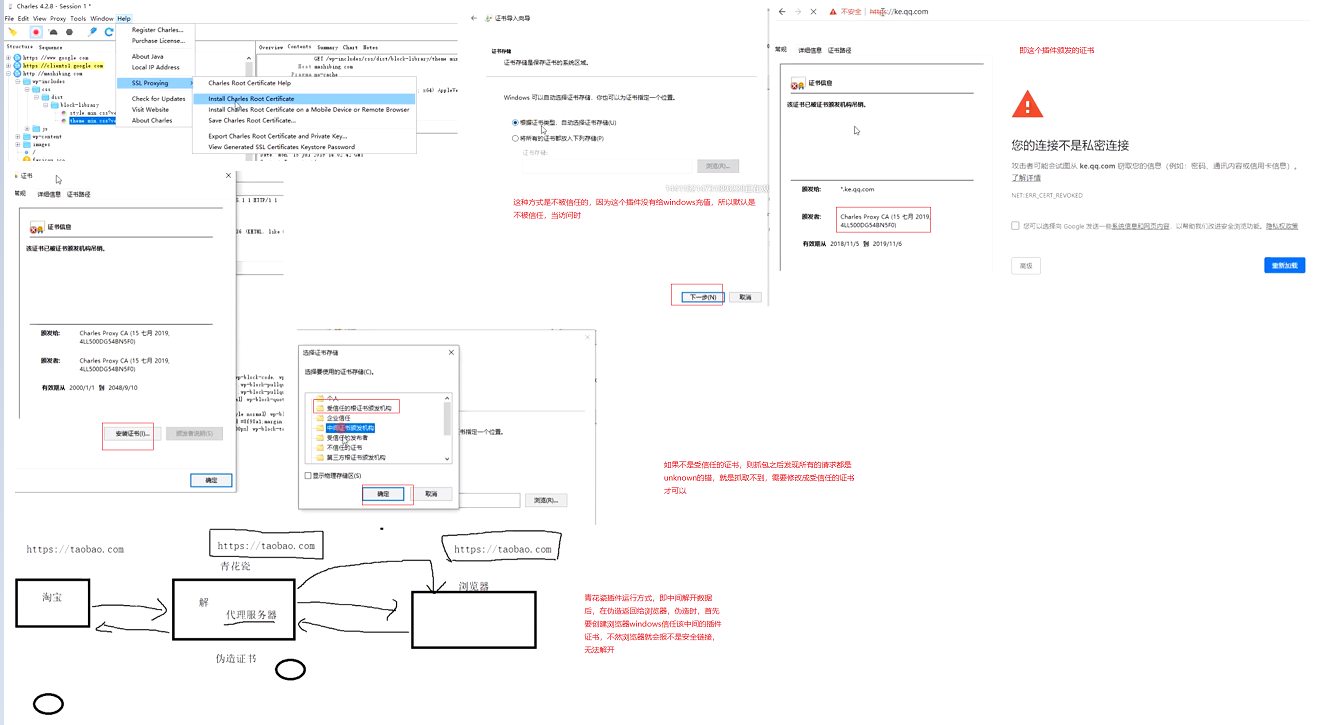 Charles 4.2.8 - Session 1 *
File Edit View Proxy Tools Window Help
Structure Sequence
https://www.google.com
https://clients1.google.com
http://mashibing.com
wp-includes
css
dist
block-library
style.min.css?ve
theme.min.css?ve
js
wp-content
images
/
favicon.ico
Register Charles...
Purchase License...
About Java
Local IP Address
SSL Proxying
Check for Updates
Visit Website
About Charles
Charles Root Certificate Help
Install Charles Root Certificate
Install Charles Root Certificate on a Mobile Device or Remote Browser
Save Charles Root Certificate...
Export Charles Root Certificate and Private Key...
View Generated SSL Certificates Keystore Password
Overview Contents Summary Chart Notes
GET /wp-includes/css/dist/block-library/theme.min
Host mashibing.com
Pragma no-cache
证书导入向导
证书存储
证书存储是保存证书的系统区域。
Windows 可以自动选择证书存储，你也可以为证书指定一个位置。
根据证书类型，自动选择证书存储(U)
将所有的证书都放入下列存储(P)
证书存储:
浏览(R)...
这种方式是不被信任的，因为这个插件没有给windows充值，所以默认是
不被信任，当访问时
下一步(N)
取消
不安全 | https://ke.qq.com
常规 详细信息 证书路径
证书信息
该证书已被证书颁发机构吊销。
颁发给: *.ke.qq.com
颁发者: Charles Proxy CA (15 七月 2019,
4LL500DG54BN5F0)
有效期从 2018/11/5 到 2019/11/6
即这个插件颁发的证书
您的连接不是私密连接
攻击者可能会试图从 ke.qq.com 窃取您的信息（例如：密码、通讯内容或信用卡信息）。
了解详情
NET::ERR_CERT_REVOKED
您可以选择向 Google 发送一些系统信息和网页内容，以帮助我们改进安全浏览功能。隐私权政策
高级
重新加载
证书
常规 详细信息 证书路径
证书信息
该证书已被证书颁发机构吊销。
颁发给: Charles Proxy CA (15 七月 2019,
4LL500DG54BN5F0)
颁发者: Charles Proxy CA (15 七月 2019,
4LL500DG54BN5F0)
有效期从 2000/1/1 到 2048/9/10
安装证书(I)...
颁发者说明(S)
确定
选择证书存储
选择要使用的证书存储(C)。
个人
受信任的根证书颁发机构
企业信任
中间证书颁发机构
受信任的发布者
不信任的证书
第三方根证书颁发机构
显示物理存储区(S)
确定
取消
书指定一个位置。
浏览(R)...
如果不是受信任的证书，则抓包之后发现所有的请求都是
unknown的错，就是抓取不到，需要修改成受信任的证书
才可以
https://taobao.com
https://taobao.com
https://taobao.com
青花瓷
浏览器
淘宝
解
代理服务器
伪造证书
青花瓷插件运行方式，即中间解开数据
后，在伪造返回给浏览器，伪造时，首先
要创建浏览器windows信任该中间的插件
证书，不然浏览器就会报不是安全链接，
无法解开